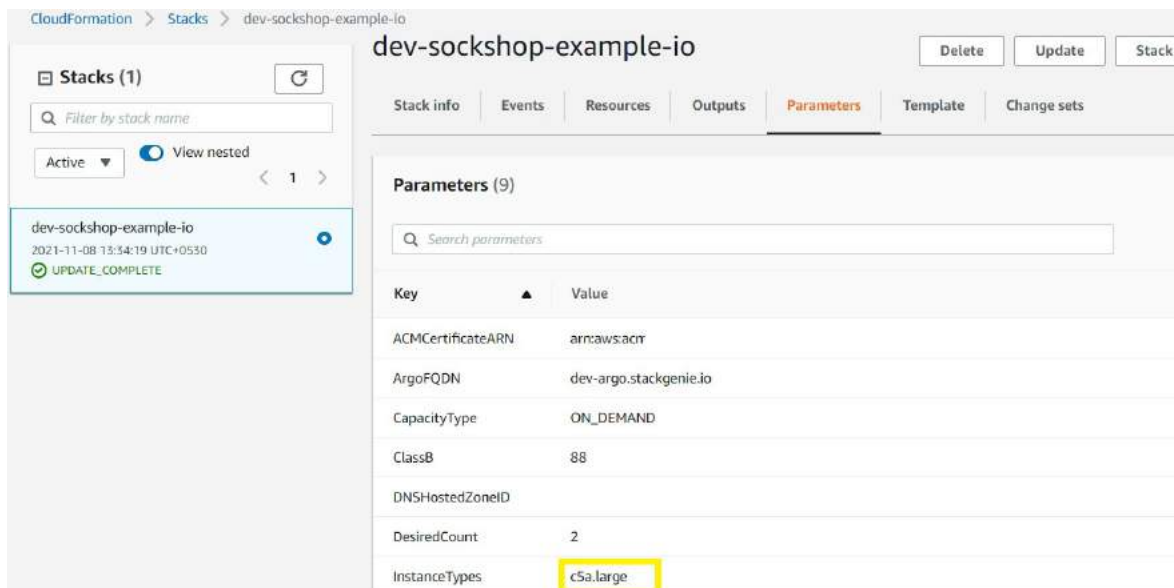 CloudFormation > Stacks > dev-sockshop-example-io
Stacks (1)
Filter by stack name
Active
View nested
< 1 >
dev-sockshop-example-io
2021-11-08 13:34:19 UTC+0530
UPDATE_COMPLETE
dev-sockshop-example-io
Delete Update Stack
Stack info Events Resources Outputs Parameters Template Change sets
Parameters (9)
Search parameters
Key Value
ACMCertificateARN arn:aws:acm
ArgoFQDN dev-argo.stackgenie.io
CapacityType ON_DEMAND
ClassB 88
DNSHostedZoneID
DesiredCount 2
InstanceTypes c5a.large